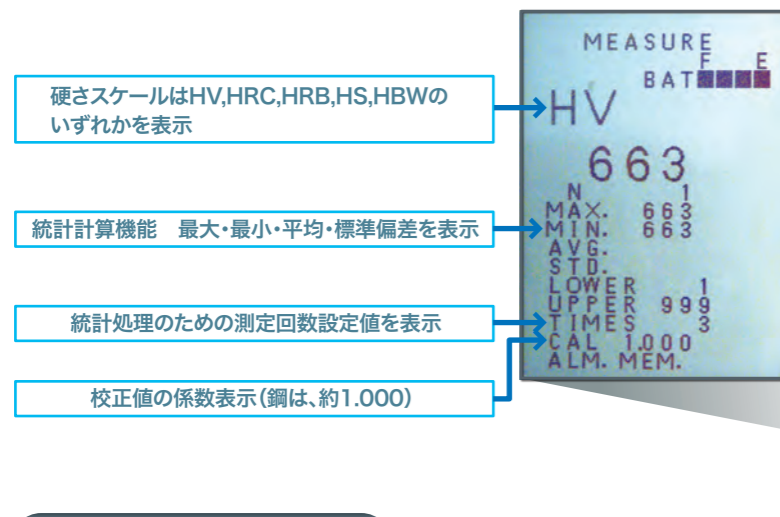 硬さスケールはHV,HRC,HRB,HS,HBWの
いずれかを表示
統計計算機能　最大・最小・平均・標準偏差を表示
統計処理のための測定回数設定値を表示
校正値の係数表示（鋼は、約1.000）
MEASURE
F E
BAT
HV
663
N 1
MAX. 663
MIN. 663
AVG.
STD.
LOWER 1
UPPER 999
TIMES 3
CAL 1.000
ALM. MEM.